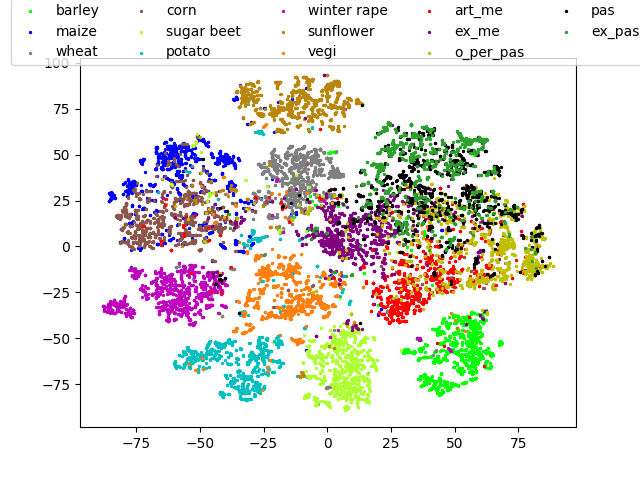 barley corn winter rape art_me pas
maize sugar beet sunflower ex_me ex_pas
wheat potato vegi o_per_pas
100
75
50
25
0
−25
−50
−75
−75 −50 −25 0 25 50 75